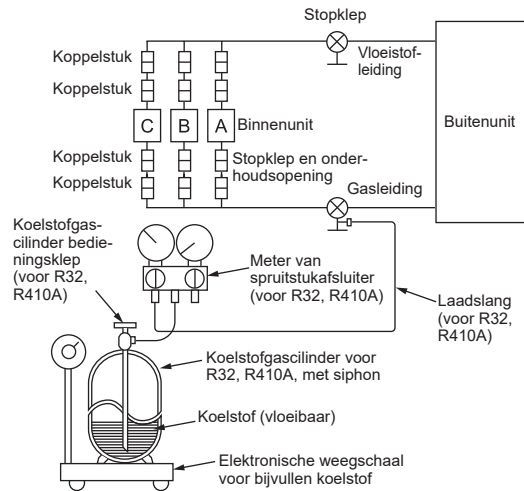 Stopklep
Koppelstuk
Vloeistof-
leiding
Koppelstuk
C
B
A
Binnenunit
Buitenunit
Koppelstuk
Stopklep en onder-
houdsopening
Koppelstuk
Gasleiding
Koelstofgas-
cilinder bedie-
ningsklep
(voor R32,
R410A)
Meter van
spruitstukafsluiter
(voor R32, R410A)
Laadslang
(voor R32,
R410A)
Koelstofgascilinder voor
R32, R410A, met siphon
Koelstof (vloeibaar)
Elektronische weegschaal
voor bijvullen koelstof